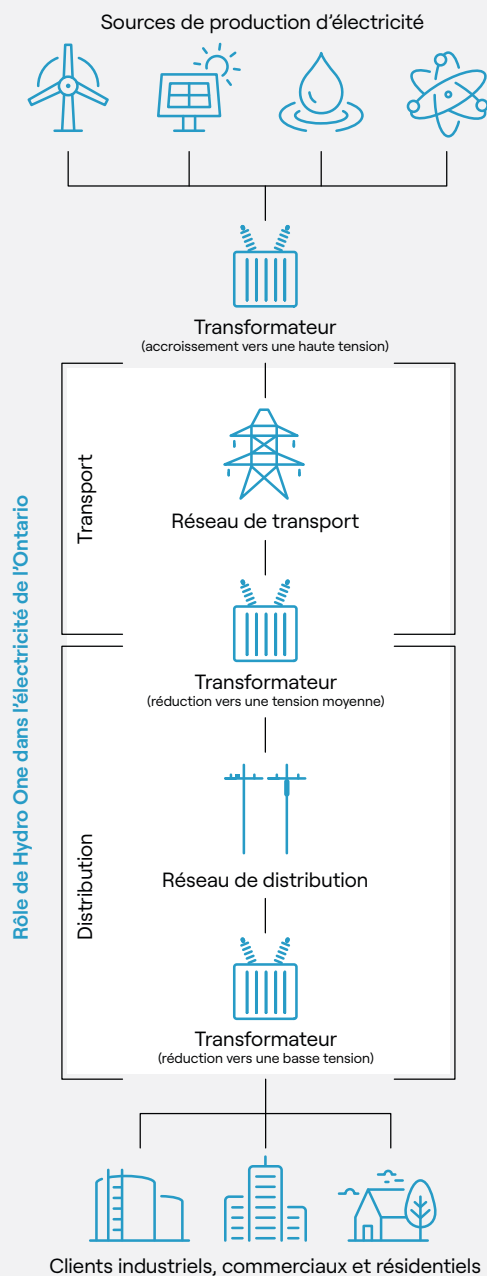 Sources de production d’électricité
Transformateur
(accroissement vers une haute tension)
Rôle de Hydro One dans l’électricité de l’Ontario
Transport
Réseau de transport
Transformateur
(réduction vers une tension moyenne)
Distribution
Réseau de distribution
Transformateur
(réduction vers une basse tension)
Clients industriels, commerciaux et résidentiels